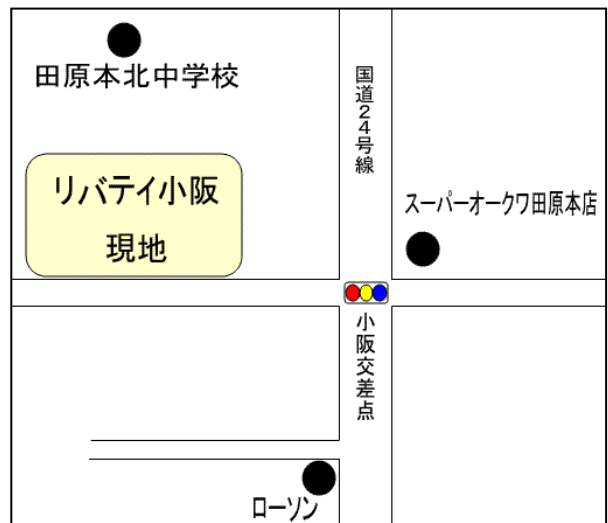 田原本北中学校
国道24号線
リバテイ小阪
現地
スーパーオークワ田原本店
小阪交差点
ローソン